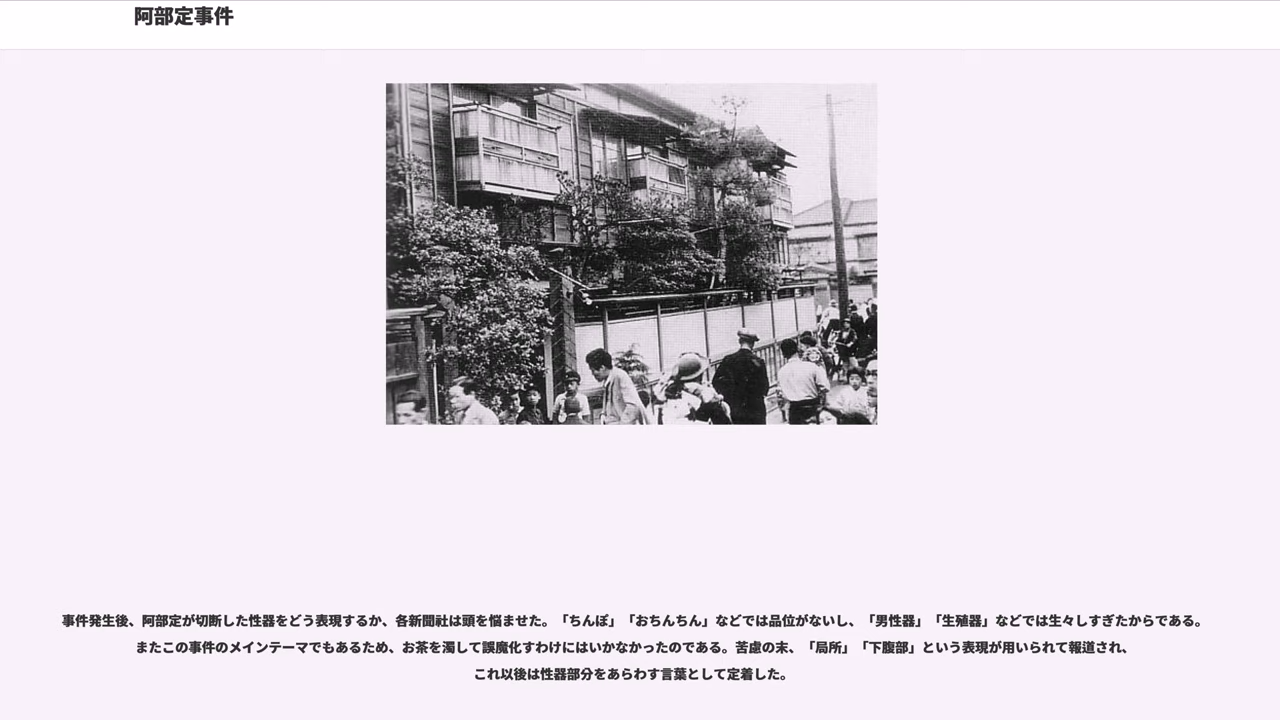 阿部定事件
事件発生後、阿部定が切断した性器をどう表現するか、各新聞社は頭を悩ませた。「ちんぽ」「おちんちん」などでは品位がないし、「男性器」「生殖器」などでは生々しすぎたからである。
またこの事件のメインテーマでもあるため、お茶を濁して誤魔化すわけにはいかなかったのである。苦慮の末、「局所」「下腹部」という表現が用いられて報道され、
これ以後は性器部分をあらわす言葉として定着した。